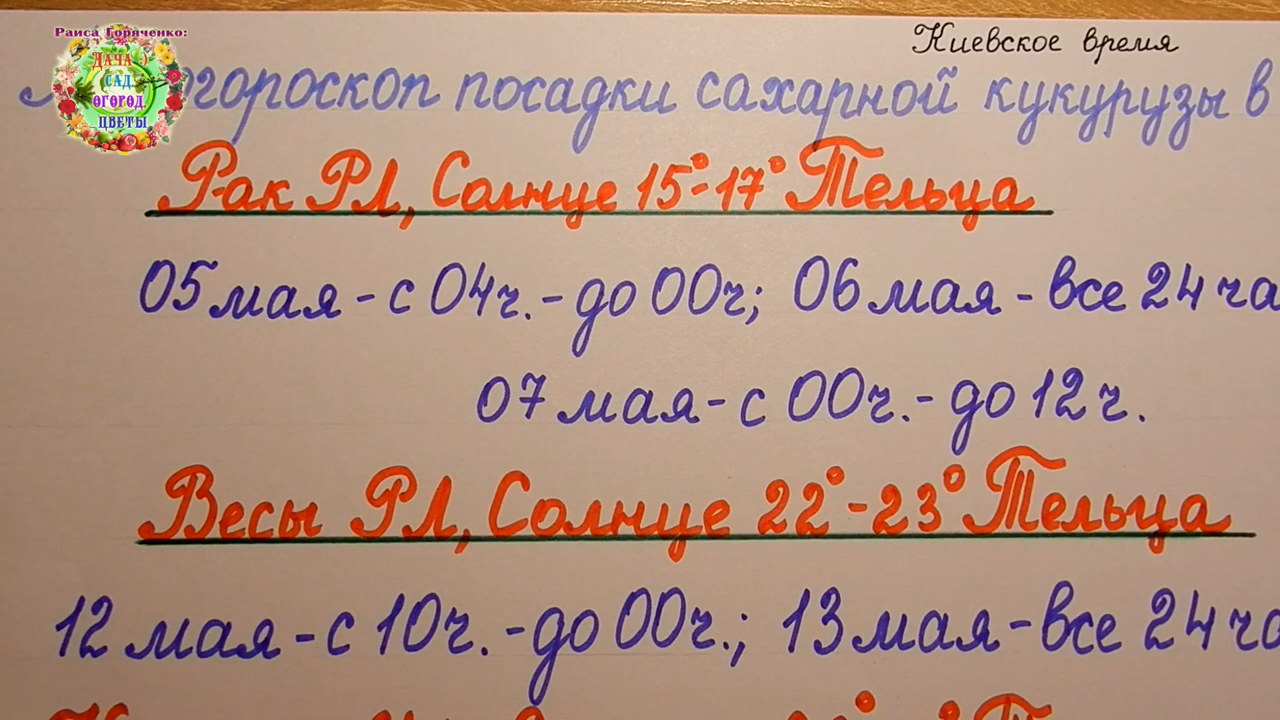 Раиса Горяченко:
ДАЧА :)
САД,
ОГОРОД,
ЦВЕТЫ
Киевское время
гороскоп посадки сахарной кукурузы в
Рак РЛ, Солнце 15°-17° Тельца
05 мая - с 04ч. - до 00ч; 06 мая - все 24 ча
07 мая - с 00ч. - до 12 ч.
Весы РЛ, Солнце 22°-23° Тельца
12 мая - с 10ч. - до 00ч.; 13 мая - все 24 ча